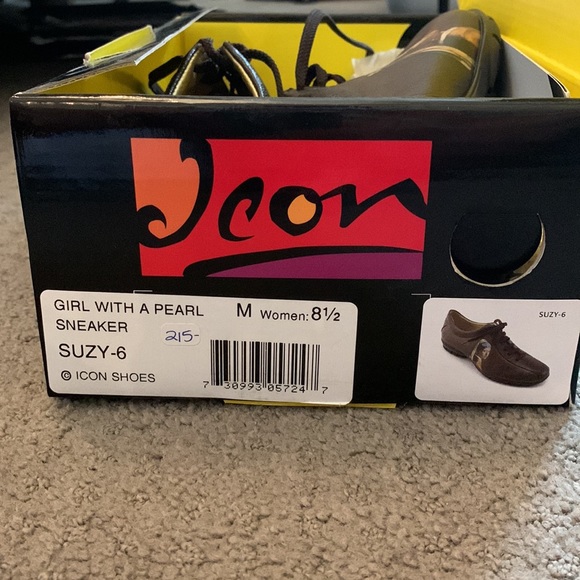 Icon
GIRL WITH A PEARL
SNEAKER
M Women: 8½
215-
SUZY-6
© ICON SHOES
7 30993 05724 7
SUZY-6